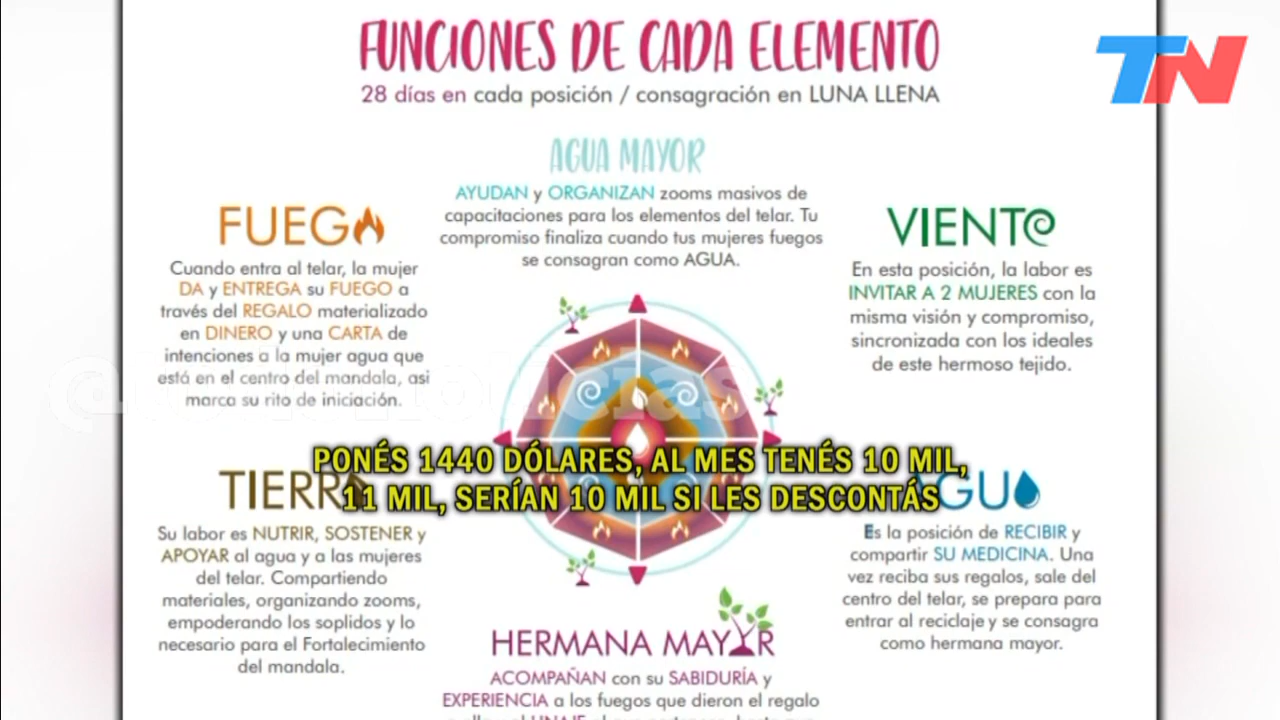 FUNCIONES DE CADA ELEMENTO
28 días en cada posición / consagración en LUNA LLENA
TN
AGUA MAYOR
AYUDAN y ORGANIZAN zooms masivos de
capacitaciones para los elementos del telar. Tu
compromiso finaliza cuando tus mujeres fuegos
se consagran como AGUA.
FUEGO
Cuando entra al telar, la mujer
DA y ENTREGA su FUEGO a
través del REGALO materializado
en DINERO y una CARTA de
intenciones a la mujer agua que
está en el centro del mandala, asi
marca su rito de iniciación.
VIENTO
En esta posición, la labor es
INVITAR A 2 MUJERES con la
misma visión y compromiso,
sincronizada con los ideales
de este hermoso tejido.
PONÉS 1440 DÓLARES, AL MES TENÉS 10 MIL,
11 MIL, SERÍAN 10 MIL SI LES DESCONTÁS
TIERRA
Su labor es NUTRIR, SOSTENER y
APOYAR al agua y a las mujeres
del telar. Compartiendo
materiales, organizando zooms,
empoderando los soplidos y lo
necesario para el Fortalecimiento
del mandala.
AGUA
Es la posición de RECIBIR y
compartir SU MEDICINA. Una
vez reciba sus regalos, sale del
centro del telar, se prepara para
entrar al reciclaje y se consagra
como hermana mayor.
HERMANA MAYOR
ACOMPAÑAN con su SABIDURÍA y
EXPERIENCIA a los fuegos que dieron el regalo